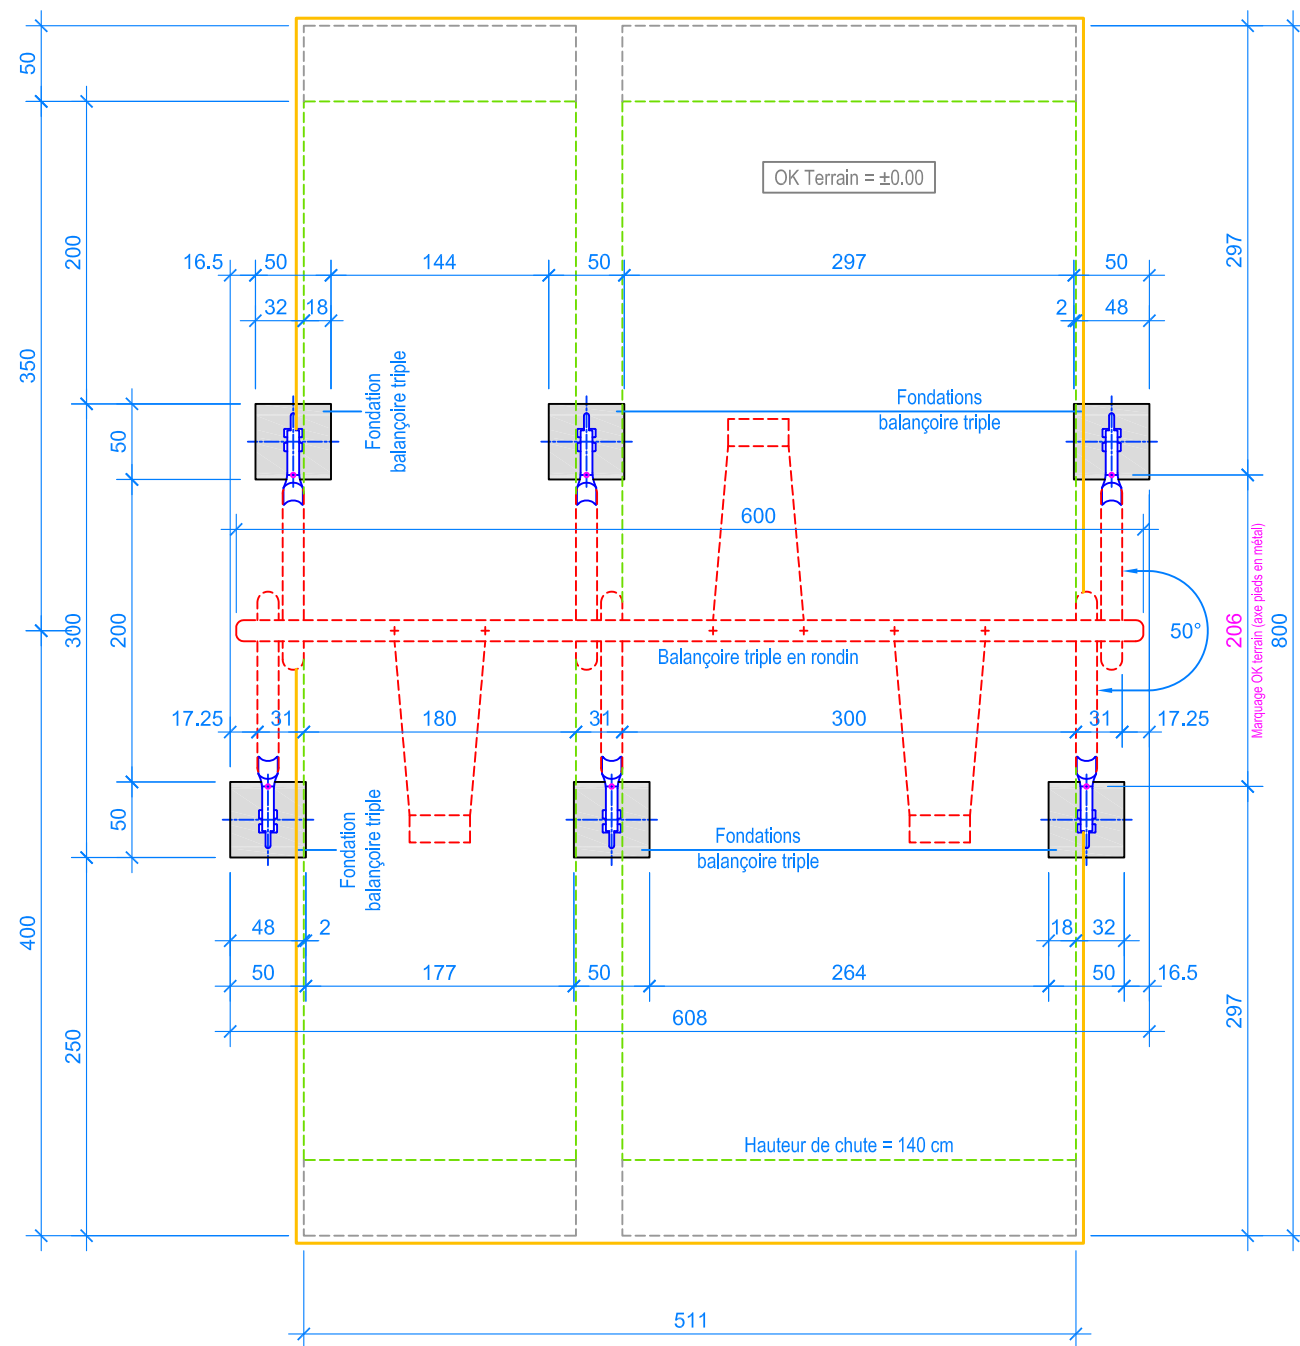 50
OK Terrain = ±0.00
200
297
16.5 50 144 50 297 50
32 18 2 48
350
Fondation
balançoire triple
Fondations
balançoire triple
50
600
300 200
Balançoire triple en rondin
50°
206
Marquage OK terrain (axe pieds en métal)
800
17.25 31 180 31 300 31 17.25
50
Fondation
balançoire triple
Fondations
balançoire triple
400
48 2 18 32
50 177 50 264 50 16.5
297
608
250
Hauteur de chute = 140 cm
511